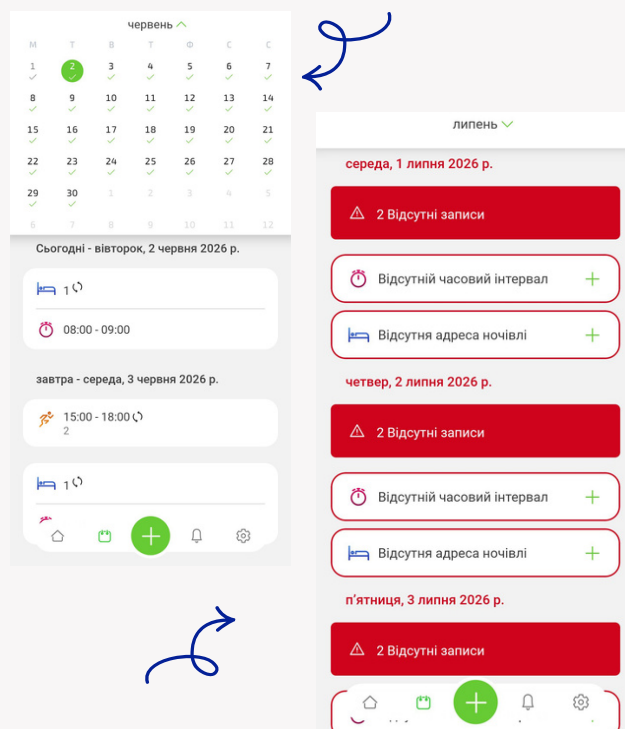 червень
М Т В Т Ф С С
1 2 3 4 5 6 7
8 9 10 11 12 13 14
15 16 17 18 19 20 21
22 23 24 25 26 27 28
29 30 1 2 3 4 5
6 7 8 9 10 11 12
Сьогодні - вівторок, 2 червня 2026 р.
1
08:00 - 09:00
завтра - середа, 3 червня 2026 р.
15:00 - 18:00
2
1
липень
середа, 1 липня 2026 р.
2 Відсутні записи
Відсутній часовий інтервал
Відсутня адреса ночівлі
четвер, 2 липня 2026 р.
2 Відсутні записи
Відсутній часовий інтервал
Відсутня адреса ночівлі
п'ятниця, 3 липня 2026 р.
2 Відсутні записи